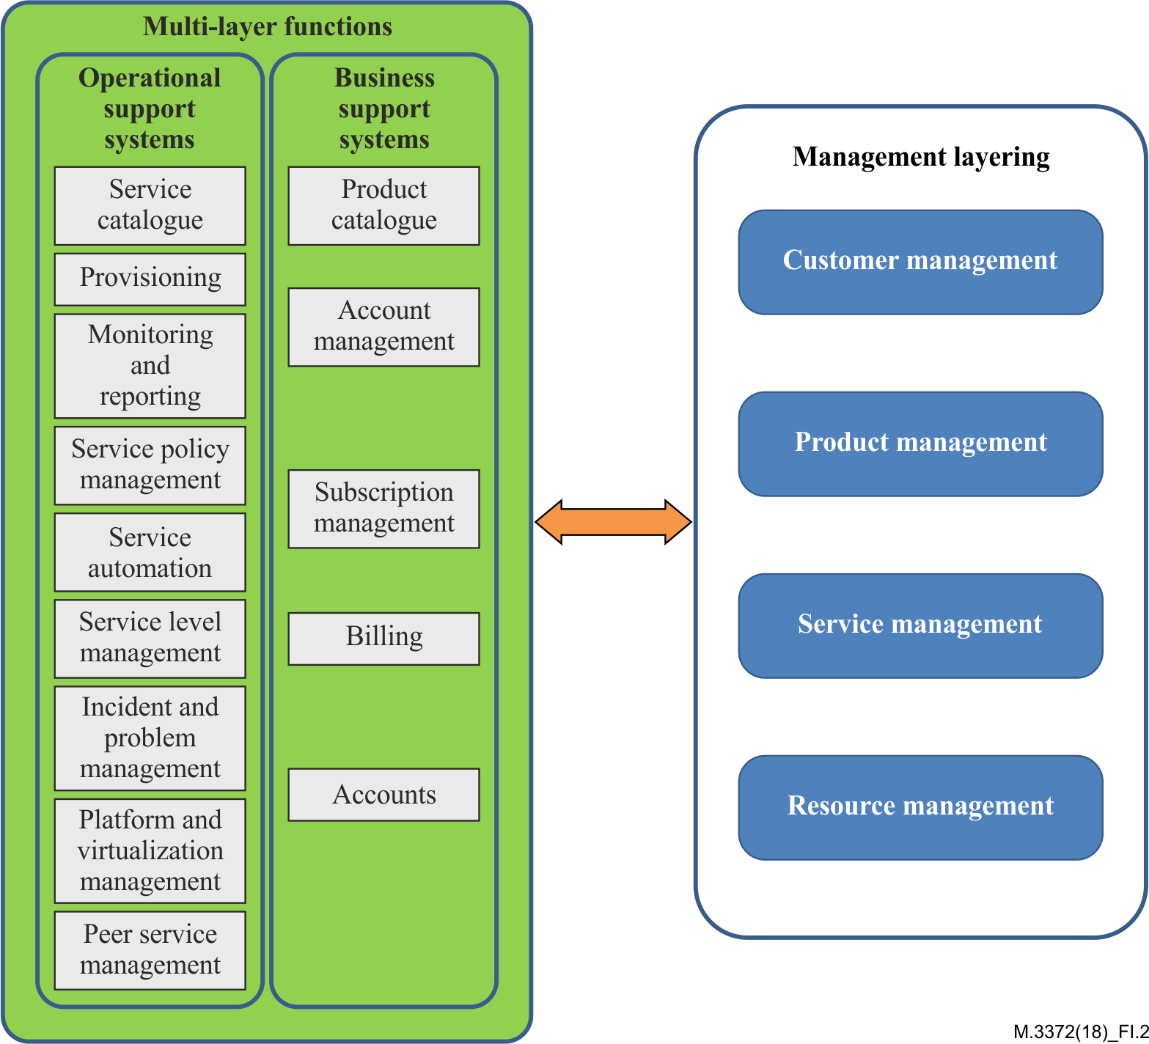 Multi-layer functions
Operational
support
systems
Service
catalogue
Provisioning
Monitoring
and
reporting
Service policy
management
Service
automation
Service level
management
Incident and
problem
management
Platform and
virtualization
management
Peer service
management
Business
support
systems
Product
catalogue
Account
management
Subscription
management
Billing
Accounts
Management layering
Customer management
Product management
Service management
Resource management
M.3372(18)_FI.2